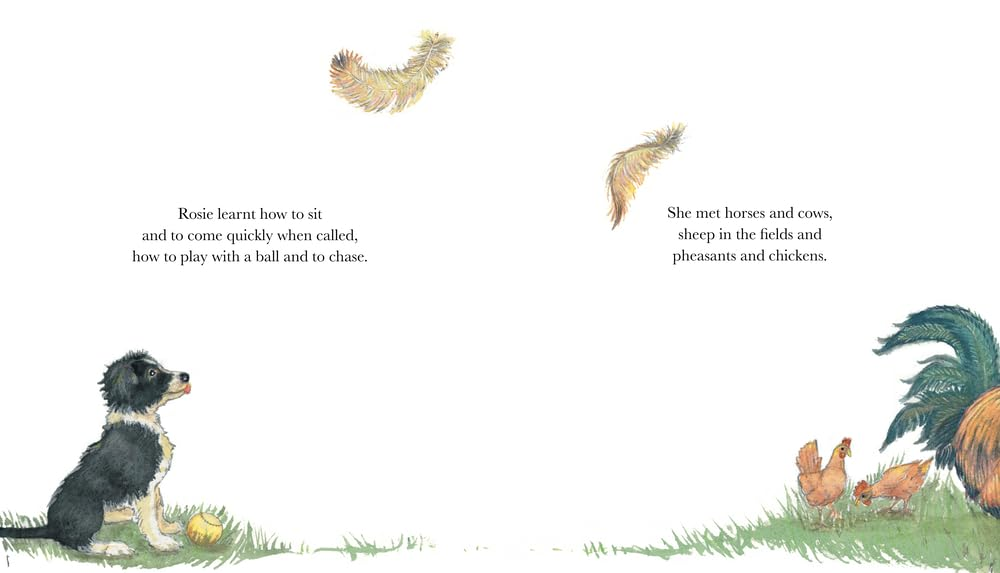 Rosie learnt how to sit
and to come quickly when called,
how to play with a ball and to chase.
She met horses and cows,
sheep in the fields and
pheasants and chickens.